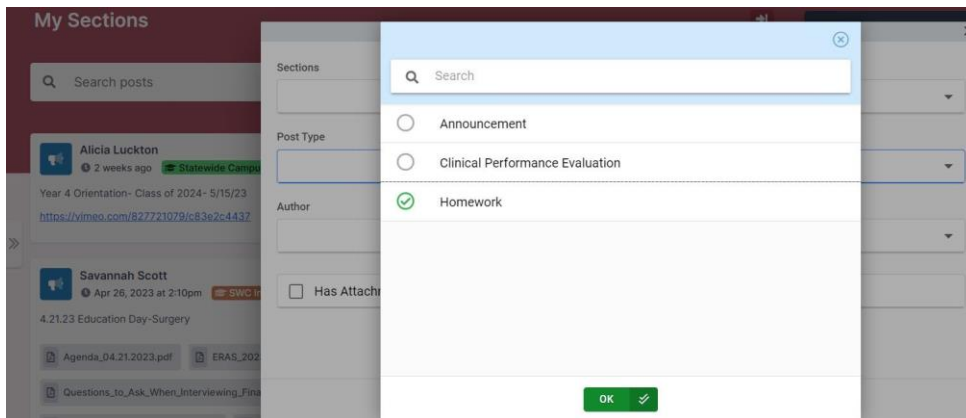 My Sections
Search posts
Alicia Luckton
2 weeks ago Statewide Campu
Year 4 Orientation- Class of 2024- 5/15/23
https://vimeo.com/827721079/c83e2c4437
Savannah Scott
Apr 26, 2023 at 2:10pm SWC In
4.21.23 Education Day-Surgery
Agenda_04.21.2023.pdf ERAS_202
Questions_to_Ask_When_Interviewing_Fina
Sections
Post Type
Author
Has Attachm
Search
Announcement
Clinical Performance Evaluation
Homework
OK